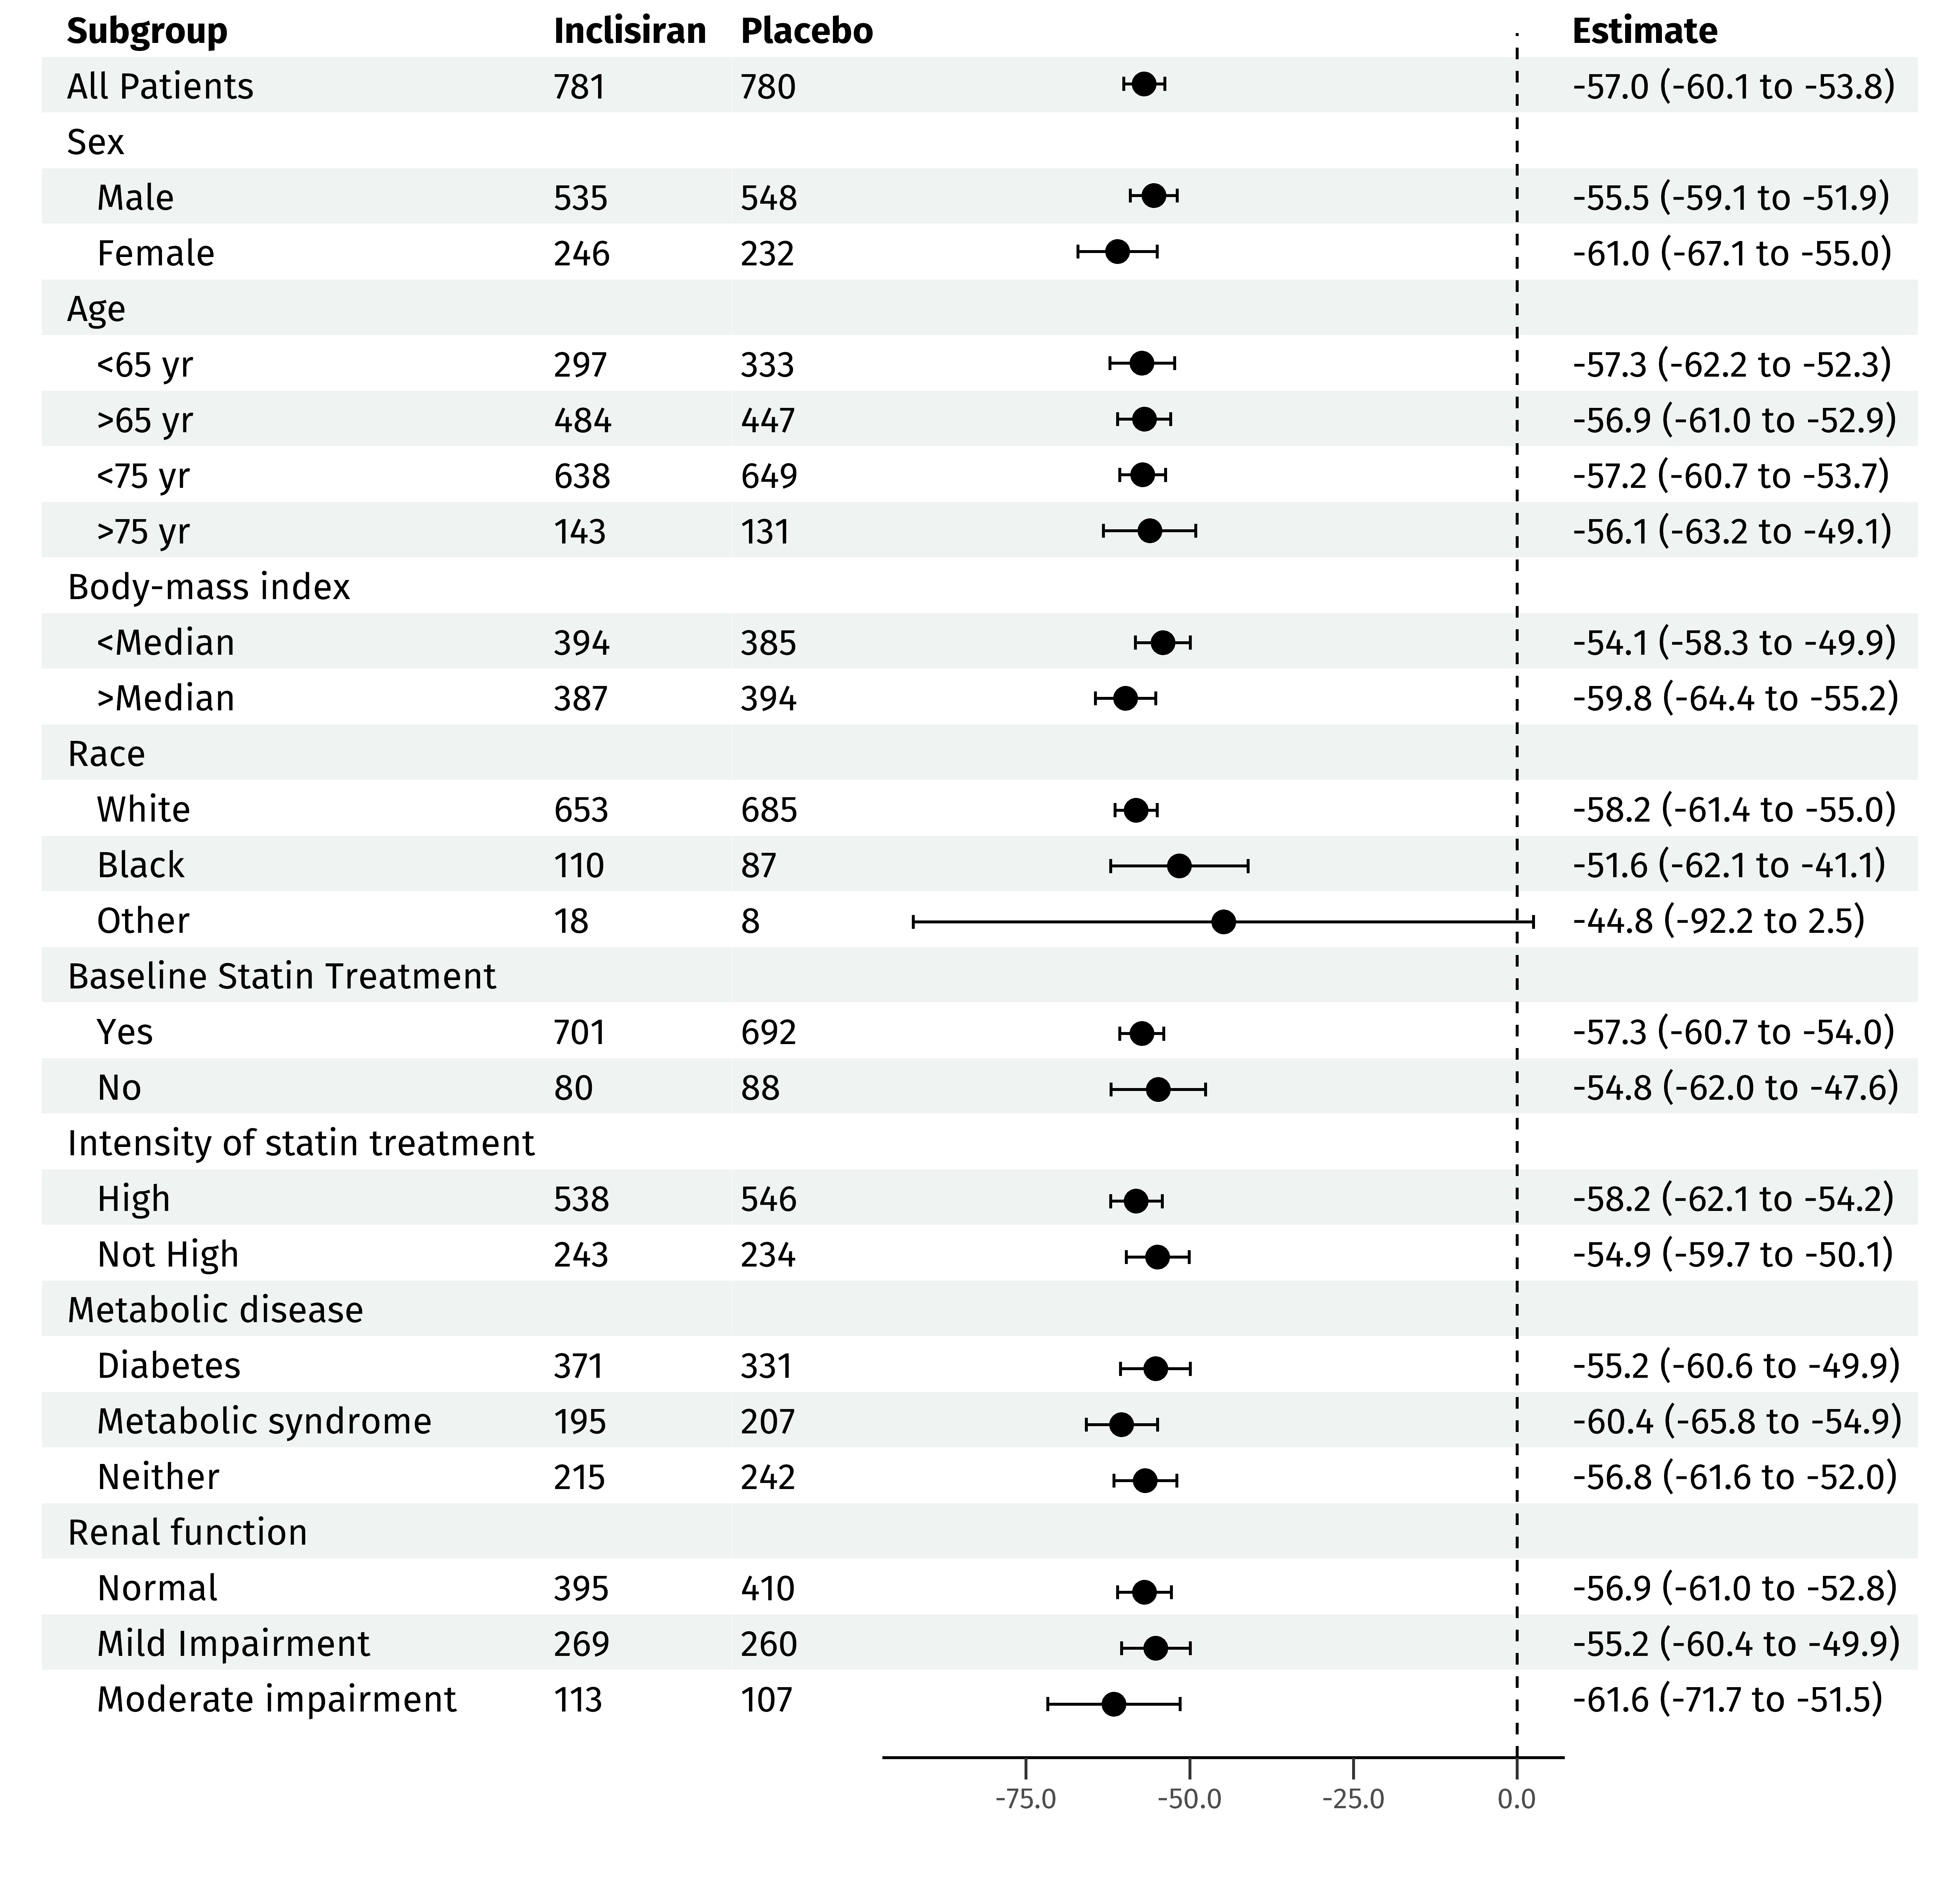 Subgroup Inclisiran Placebo Estimate
All Patients 781 780 -57.0 (-60.1 to -53.8)
Sex
Male 535 548 -55.5 (-59.1 to -51.9)
Female 246 232 -61.0 (-67.1 to -55.0)
Age
<65 yr 297 333 -57.3 (-62.2 to -52.3)
>65 yr 484 447 -56.9 (-61.0 to -52.9)
<75 yr 638 649 -57.2 (-60.7 to -53.7)
>75 yr 143 131 -56.1 (-63.2 to -49.1)
Body-mass index
<Median 394 385 -54.1 (-58.3 to -49.9)
>Median 387 394 -59.8 (-64.4 to -55.2)
Race
White 653 685 -58.2 (-61.4 to -55.0)
Black 110 87 -51.6 (-62.1 to -41.1)
Other 18 8 -44.8 (-92.2 to 2.5)
Baseline Statin Treatment
Yes 701 692 -57.3 (-60.7 to -54.0)
No 80 88 -54.8 (-62.0 to -47.6)
Intensity of statin treatment
High 538 546 -58.2 (-62.1 to -54.2)
Not High 243 234 -54.9 (-59.7 to -50.1)
Metabolic disease
Diabetes 371 331 -55.2 (-60.6 to -49.9)
Metabolic syndrome 195 207 -60.4 (-65.8 to -54.9)
Neither 215 242 -56.8 (-61.6 to -52.0)
Renal function
Normal 395 410 -56.9 (-61.0 to -52.8)
Mild Impairment 269 260 -55.2 (-60.4 to -49.9)
Moderate impairment 113 107 -61.6 (-71.7 to -51.5)
-75.0 -50.0 -25.0 0.0